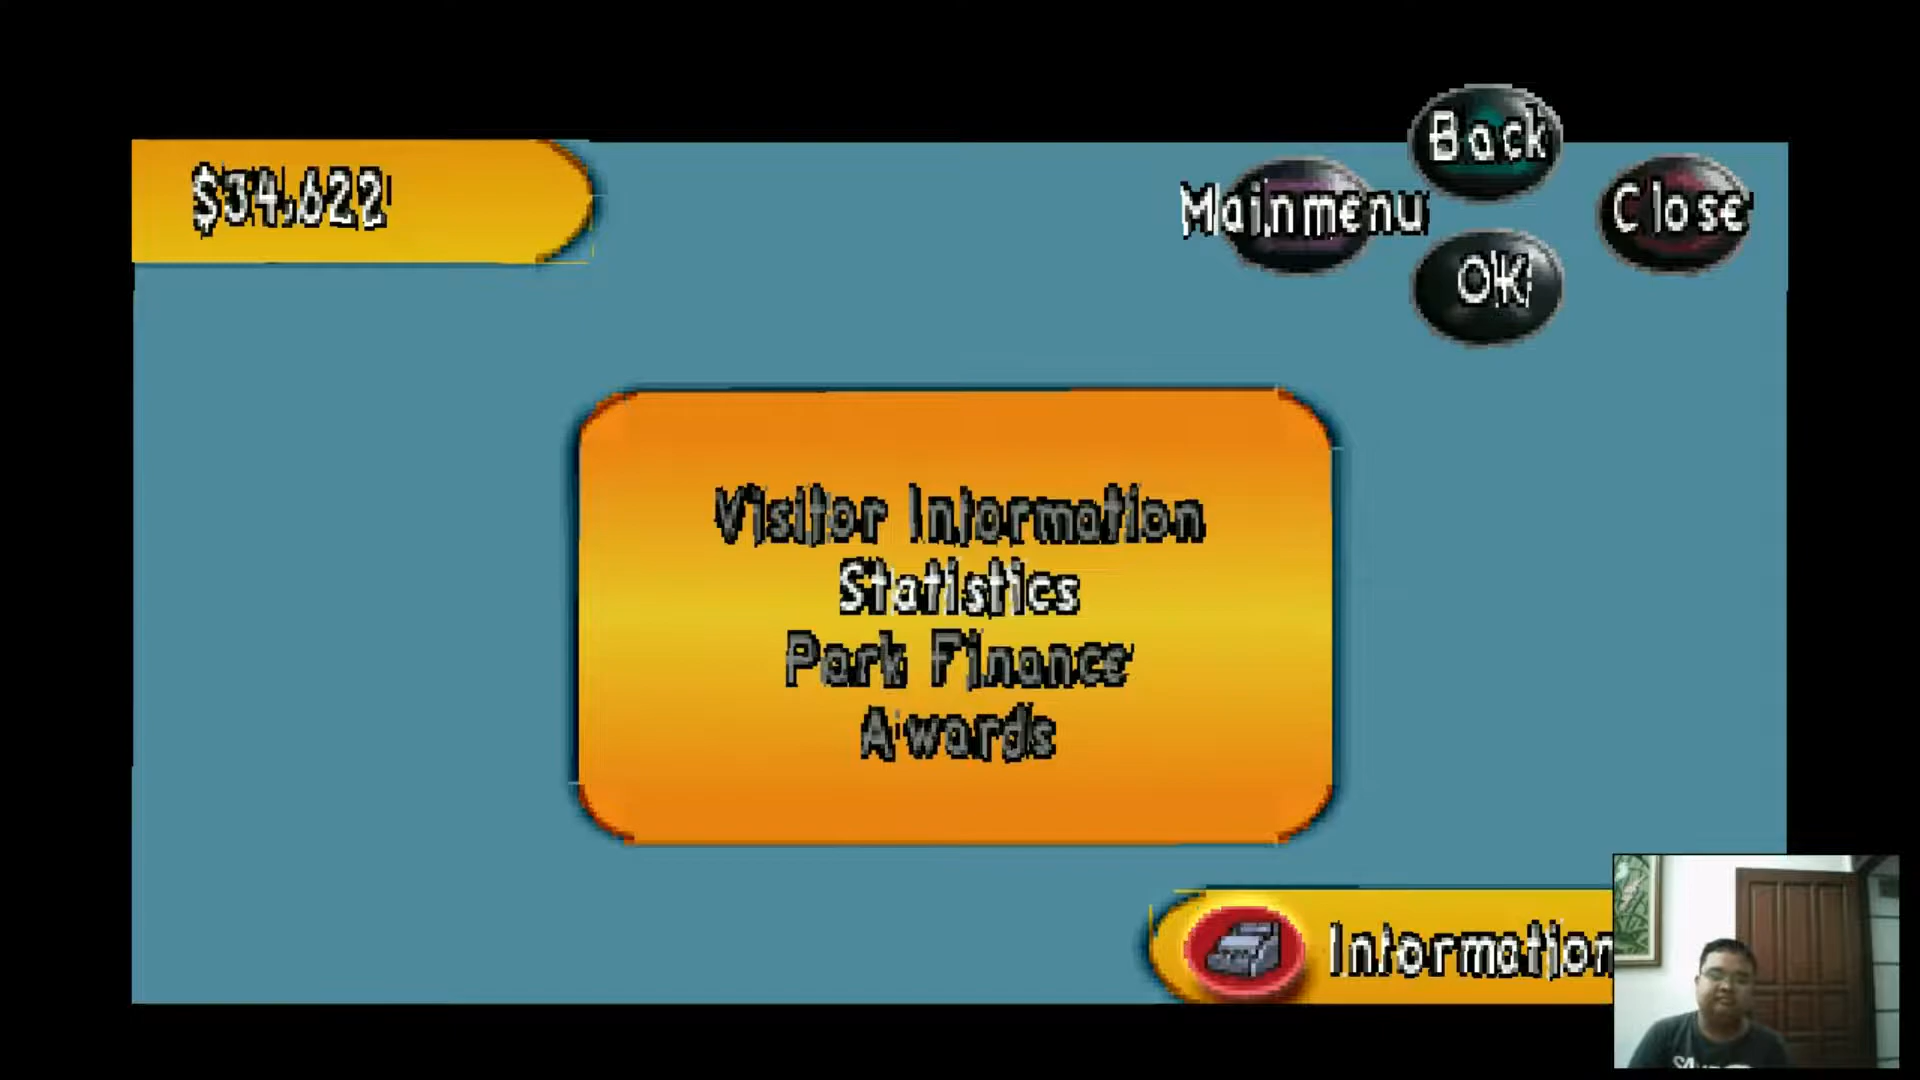 $34,622
Back
Mainmenu
Close
OK
Visitor Information
Statistics
Park Finance
Awards
Information